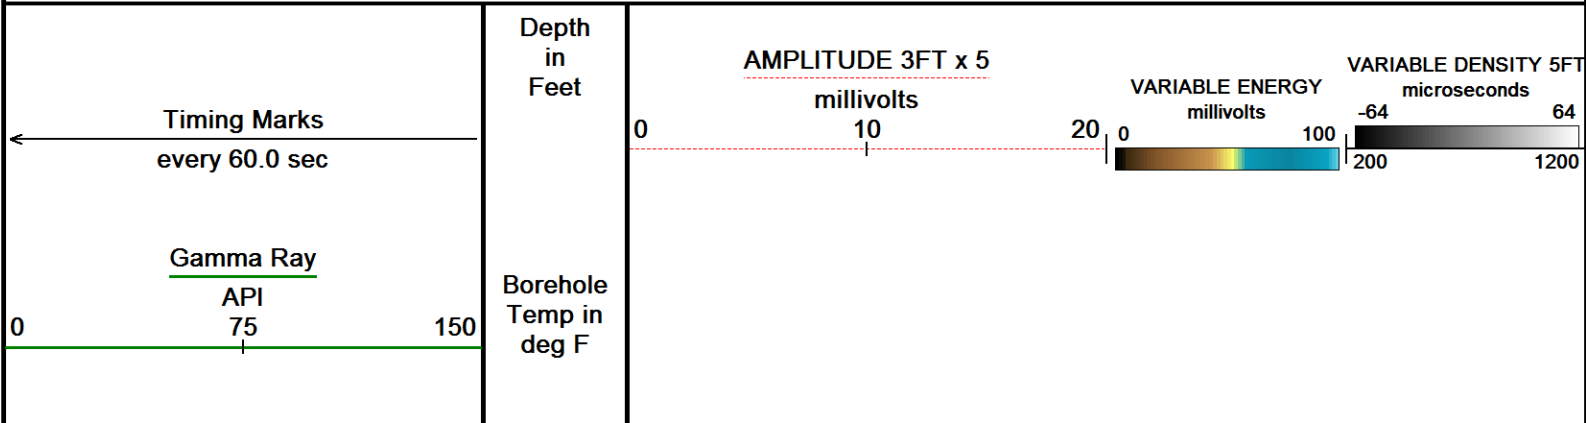 Timing Marks
every 60.0 sec
Gamma Ray
API
0 75 150
Depth
in
Feet
Borehole
Temp in
deg F
AMPLITUDE 3FT x 5
millivolts
0 10 20
VARIABLE ENERGY
millivolts
0 100
VARIABLE DENSITY 5FT
microseconds
-64 64
200 1200